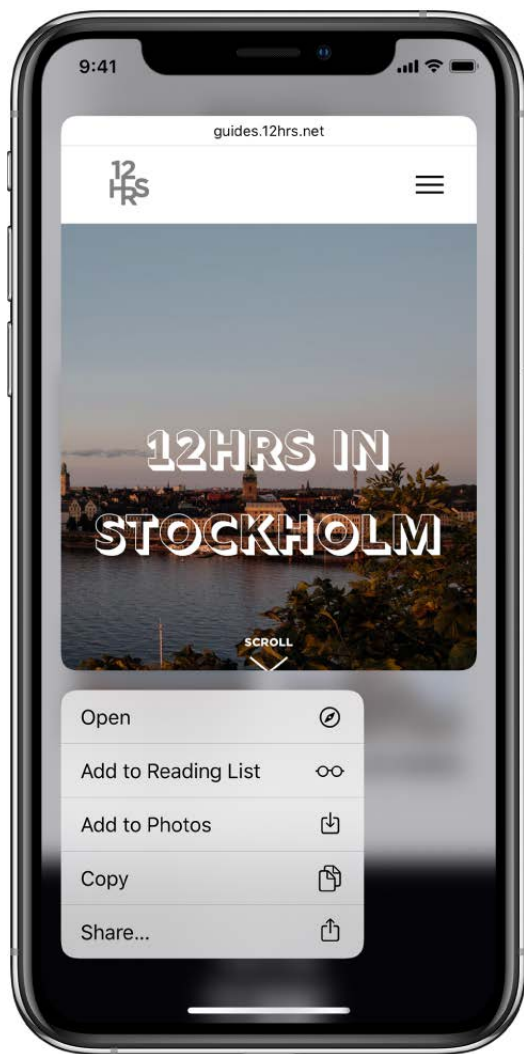 9:41
guides.12hrs.net
12
HRS
12HRS IN
STOCKHOLM
SCROLL
Open
Add to Reading List
Add to Photos
Copy
Share...